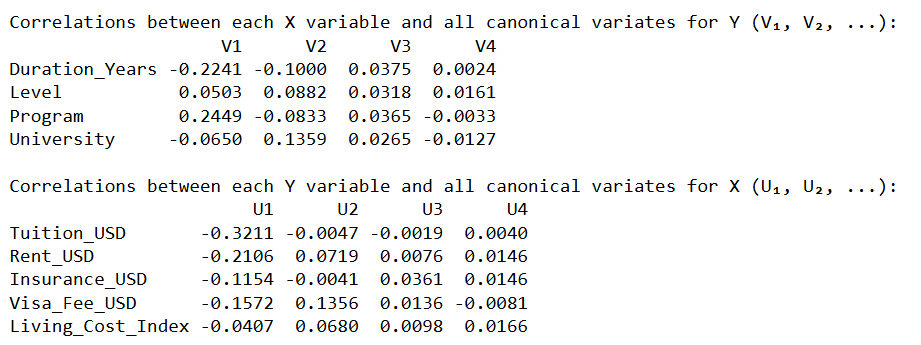 Correlations between each X variable and all canonical variates for Y (V₁, V₂, ...):
V1 V2 V3 V4
Duration_Years -0.2241 -0.1000 0.0375 0.0024
Level 0.0503 0.0882 0.0318 0.0161
Program 0.2449 -0.0833 0.0365 -0.0033
University -0.0650 0.1359 0.0265 -0.0127
Correlations between each Y variable and all canonical variates for X (U₁, U₂, ...):
U1 U2 U3 U4
Tuition_USD -0.3211 -0.0047 -0.0019 0.0040
Rent_USD -0.2106 0.0719 0.0076 0.0146
Insurance_USD -0.1154 -0.0041 0.0361 0.0146
Visa_Fee_USD -0.1572 0.1356 0.0136 -0.0081
Living_Cost_Index -0.0407 0.0680 0.0098 0.0166